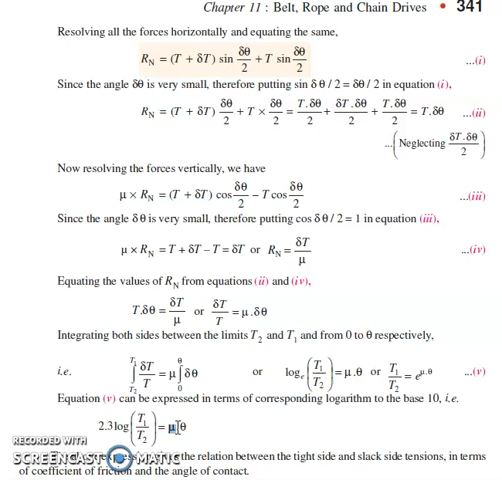 Chapter 11 : Belt, Rope and Chain Drives • 341
Resolving all the forces horizontally and equating the same,
R_N = (T + δT) sin δθ/2 + T sin δθ/2 ...(i)
Since the angle δθ is very small, therefore putting sin δ θ / 2 = δθ / 2 in equation (i),
R_N = (T + δT) δθ/2 + T × δθ/2 = T.δθ/2 + δT.δθ/2 + T.δθ/2 = T.δθ ...(ii)
...(Neglecting δT.δθ/2)
Now resolving the forces vertically, we have
μ × R_N = (T + δT) cos δθ/2 – T cos δθ/2 ...(iii)
Since the angle δ θ is very small, therefore putting cos δ θ / 2 = 1 in equation (iii),
μ × R_N = T + δT – T = δT or R_N = δT/μ ...(iv)
Equating the values of R_N from equations (ii) and (iv),
T.δθ = δT/μ or δT/T = μ.δθ
Integrating both sides between the limits T_2 and T_1 and from 0 to θ respectively,
i.e. ∫_{T_2}^{T_1} δT/T = μ ∫_0^θ δθ or log_e (T_1/T_2) = μ.θ or T_1/T_2 = e^{μ.θ} ...(v)
Equation (v) can be expressed in terms of corresponding logarithm to the base 10, i.e.
2.3 log (T_1/T_2) = μ.θ
RECORDED WITH
SCREENCAST MATIC
the relation between the tight side and slack side tensions, in terms
of coefficient of friction and the angle of contact.